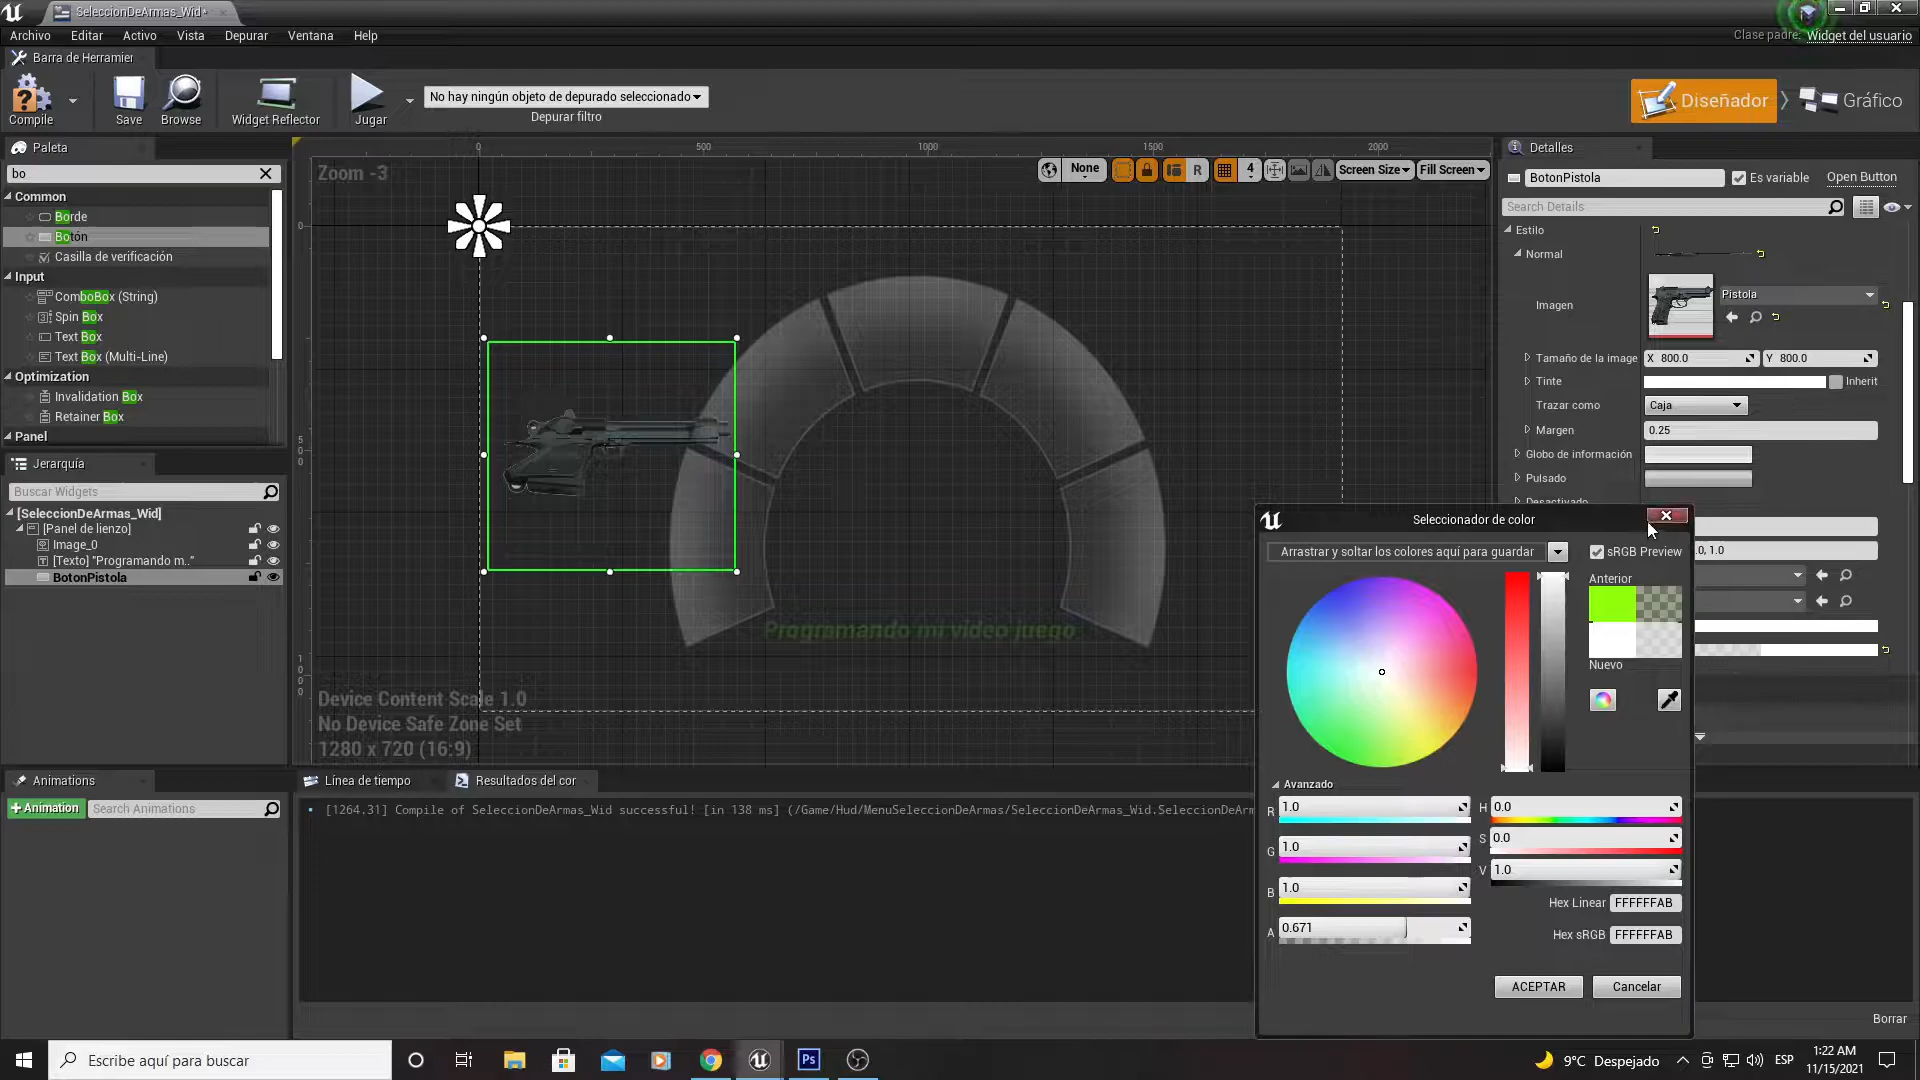 SeleccionDeArmas_Wid•
Archivo Editar Activo Vista Depurar Ventana Help
Clase padre: Widget del usuario
Barra de Herramier
Compile Save Browse Widget Reflector Jugar
No hay ningún objeto de depurado seleccionado
Depurar filtro
Diseñador Gráfico
Paleta
bo
Common
Borde
Botón
Casilla de verificación
Input
ComboBox (String)
Spin Box
Text Box
Text Box (Multi-Line)
Optimization
Invalidation Box
Retainer Box
Panel
Jerarquía
Buscar Widgets
[SeleccionDeArmas_Wid]
[Panel de lienzo]
Image_0
[Texto] "Programando m.."
BotonPistola
Animations
+Animation Search Animations
0 500 1000 1500 2000
Zoom -3
None R 4 Screen Size Fill Screen
0
500
1000
Programando mi video juego
Device Content Scale 1.0
No Device Safe Zone Set
1280 x 720 (16:9)
Línea de tiempo Resultados del cor
[1264.31] Compile of SeleccionDeArmas_Wid successful! [in 138 ms] (/Game/Hud/MenuSeleccionDeArmas/SeleccionDeArmas_Wid.SeleccionDeAr
Borrar
Detalles
BotonPistola Es variable Open Button
Search Details
Estilo
Normal
Imagen Pistola
Tamaño de la image X 800.0 Y 800.0
Tinte Inherit
Trazar como Caja
Margen 0.25
Globo de información
Pulsado
Desactivado
.0, 1.0
Seleccionador de color
Arrastrar y soltar los colores aquí para guardar
sRGB Preview
Anterior
Nuevo
Avanzado
R 1.0 H 0.0
G 1.0 S 0.0
B 1.0 V 1.0
A 0.671
Hex Linear FFFFFFAB
Hex sRGB FFFFFFAB
ACEPTAR Cancelar
Escribe aquí para buscar
Ps
9°C Despejado
ESP
1:22 AM
11/15/2021